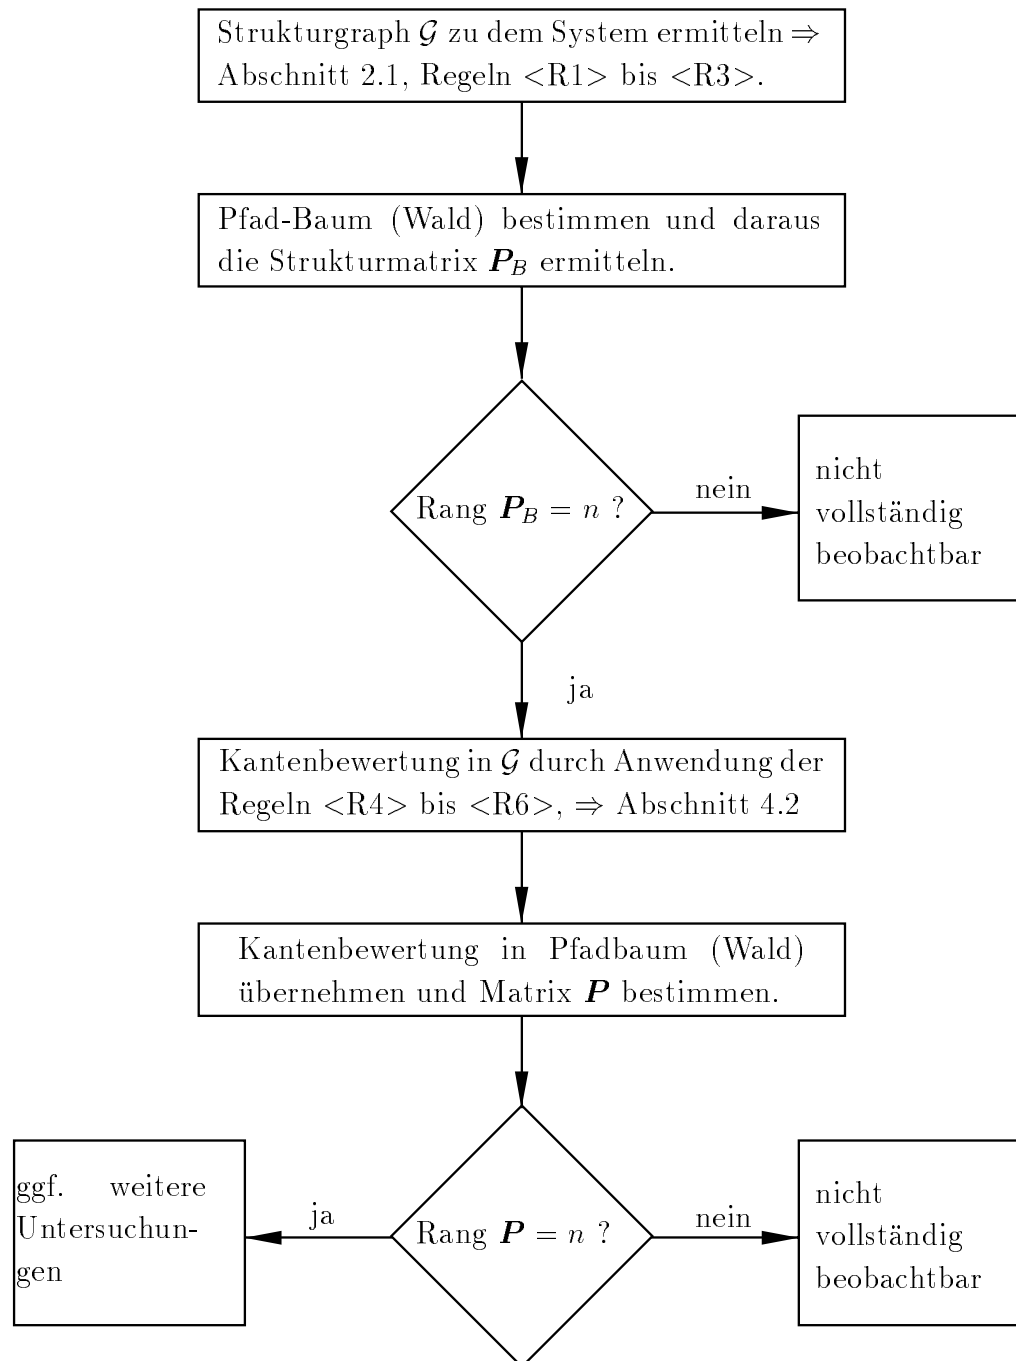 Strukturgraph 𝒢 zu dem System ermitteln ⇒
Abschnitt 2.1, Regeln <R1> bis <R3>.
Pfad-Baum (Wald) bestimmen und daraus
die Strukturmatrix P_B ermitteln.
Rang P_B = n ?
nein
nicht
vollständig
beobachtbar
ja
Kantenbewertung in 𝒢 durch Anwendung der
Regeln <R4> bis <R6>, ⇒ Abschnitt 4.2
Kantenbewertung in Pfadbaum (Wald)
übernehmen und Matrix P bestimmen.
ggf. weitere
Untersuchun-
gen
ja
Rang P = n ?
nein
nicht
vollständig
beobachtbar